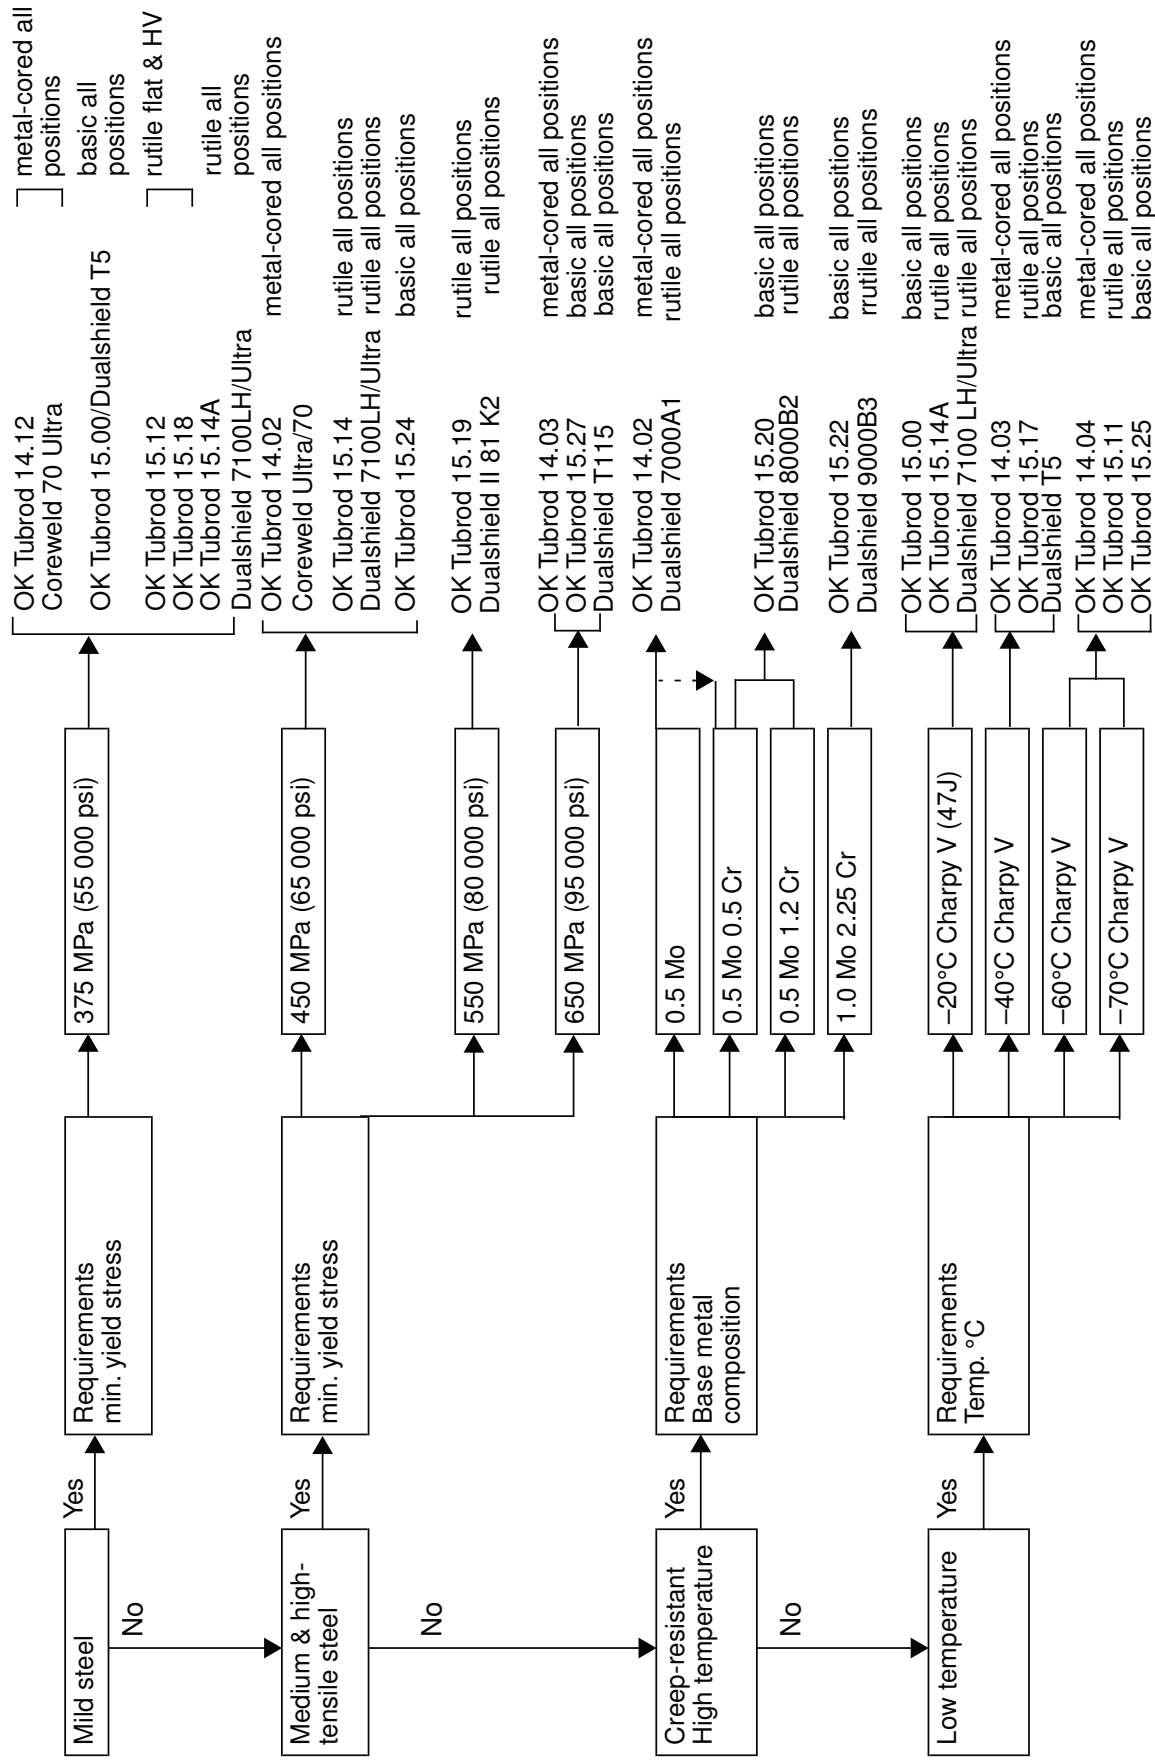 Mild steel
Yes
No
Requirements
min. yield stress
375 MPa (55 000 psi)
OK Tubrod 14.12
Coreweld 70 Ultra
metal-cored all
positions
OK Tubrod 15.00/Dualshield T5
basic all
positions
OK Tubrod 15.12
OK Tubrod 15.18
rutile flat & HV
OK Tubrod 15.14A
Dualshield 7100LH/Ultra
rutile all
positions
Medium & high-
tensile steel
Yes
No
Requirements
min. yield stress
450 MPa (65 000 psi)
OK Tubrod 14.02 metal-cored all positions
Coreweld Ultra/70
OK Tubrod 15.14 rutile all positions
Dualshield 7100LH/Ultra rutile all positions
OK Tubrod 15.24 basic all positions
550 MPa (80 000 psi)
OK Tubrod 15.19 rutile all positions
Dualshield II 81 K2 rutile all positions
650 MPa (95 000 psi)
OK Tubrod 14.03 metal-cored all positions
OK Tubrod 15.27 basic all positions
Dualshield T115 basic all positions
Creep-resistant
High temperature
Yes
No
Requirements
Base metal
composition
0.5 Mo
OK Tubrod 14.02 metal-cored all positions
Dualshield 7000A1 rutile all positions
0.5 Mo 0.5 Cr
0.5 Mo 1.2 Cr
OK Tubrod 15.20 basic all positions
Dualshield 8000B2 rutile all positions
1.0 Mo 2.25 Cr
OK Tubrod 15.22 basic all positions
Dualshield 9000B3 rrutile all positions
Low temperature
Yes
Requirements
Temp. °C
–20°C Charpy V (47J)
OK Tubrod 15.00 basic all positions
OK Tubrod 15.14A rutile all positions
Dualshield 7100 LH/Ultra rutile all positions
–40°C Charpy V
OK Tubrod 14.03 metal-cored all positions
OK Tubrod 15.17 rutile all positions
Dualshield T5 basic all positions
–60°C Charpy V
–70°C Charpy V
OK Tubrod 14.04 metal-cored all positions
OK Tubrod 15.11 rutile all positions
OK Tubrod 15.25 basic all positions